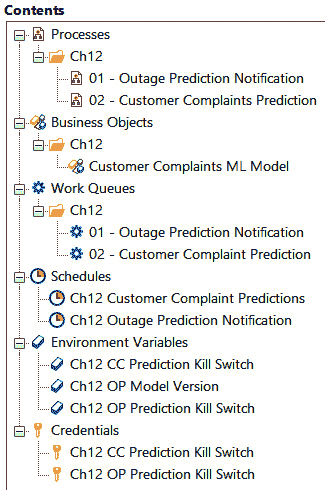 Contents
Processes
Ch12
01 - Outage Prediction Notification
02 - Customer Complaints Prediction
Business Objects
Ch12
Customer Complaints ML Model
Work Queues
Ch12
01 - Outage Prediction Notification
02 - Customer Complaint Prediction
Schedules
Ch12 Customer Complaint Predictions
Ch12 Outage Prediction Notification
Environment Variables
Ch12 CC Prediction Kill Switch
Ch12 OP Model Version
Ch12 OP Prediction Kill Switch
Credentials
Ch12 CC Prediction Kill Switch
Ch12 OP Prediction Kill Switch